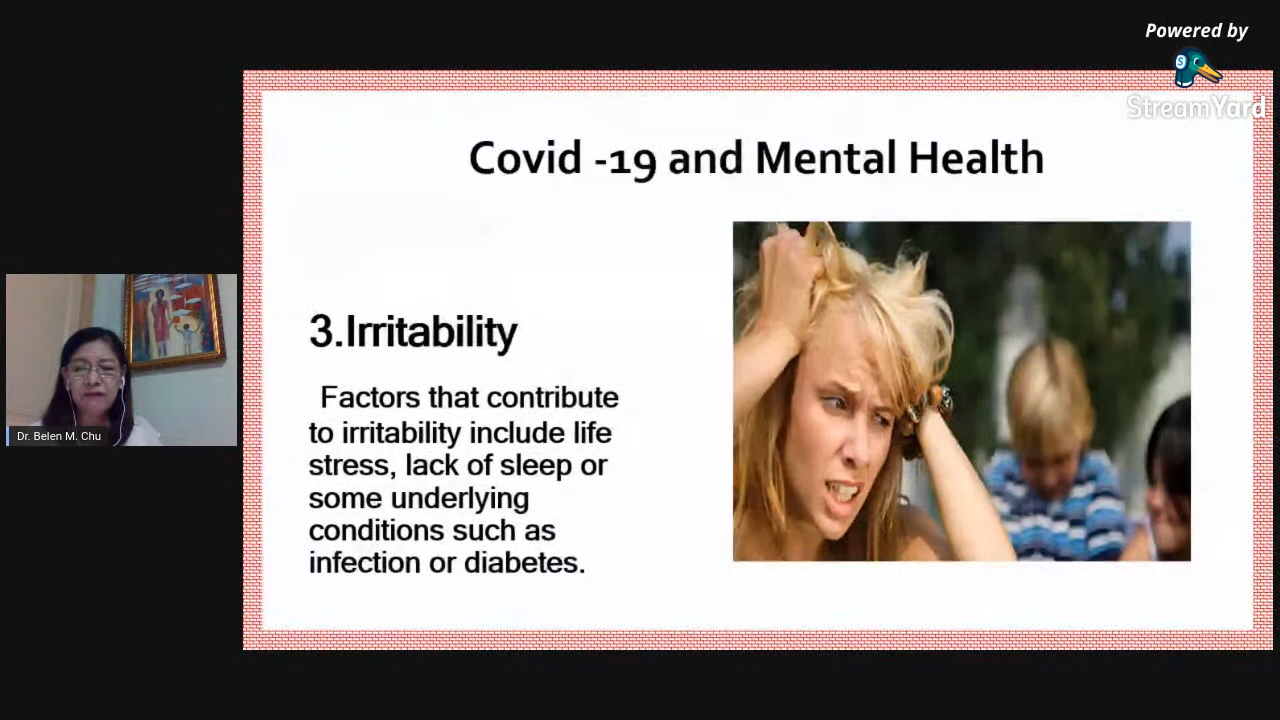 Powered by
StreamYard
Covid -19 and Mental Health
3.Irritability
Factors that contribute
to irritability include life
stress, lack of sleep or
some underlying
conditions such as
infection or diabetes.
Dr. Belen M. Chu